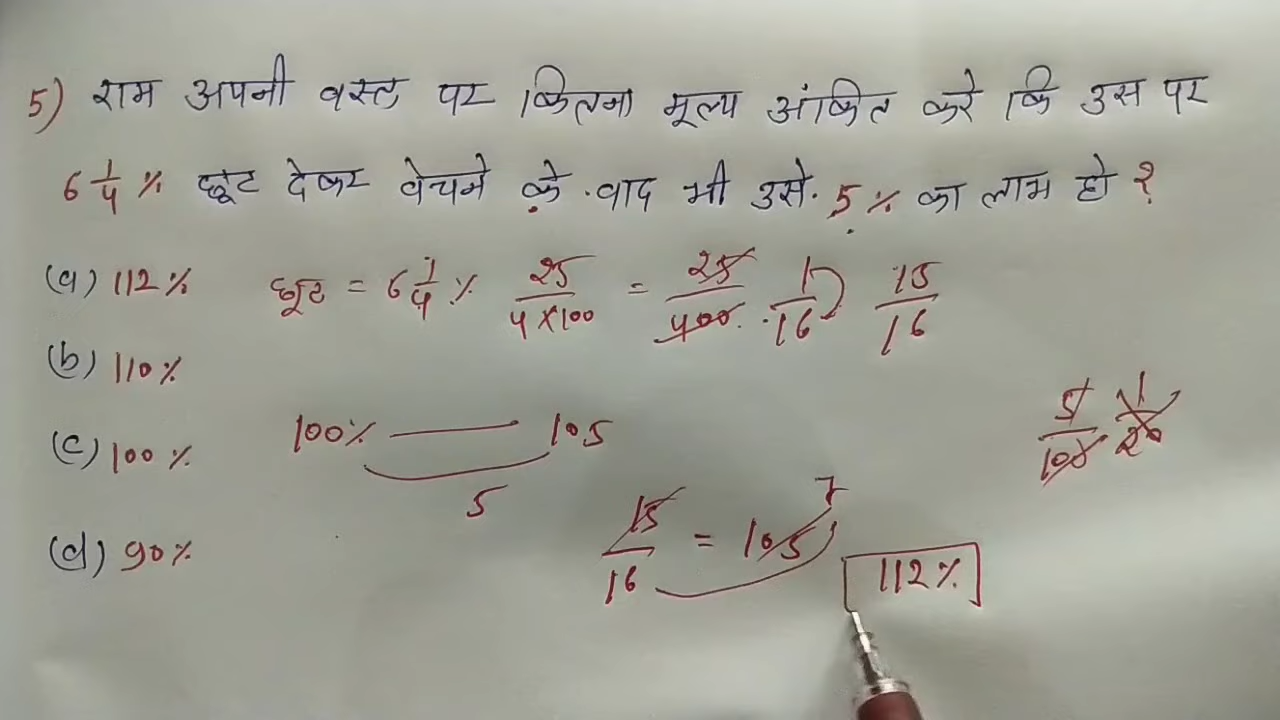 5) राम अपनी वस्तु पर कितना मूल्य अंकित करे कि उस पर
6 1/4 % छूट देकर बेचने के बाद भी उसे 5% का लाभ हो ?
(a) 112% छूट = 6 1/4 % 25/4×100 = 25/400 1/16 15/16
(b) 110%
5/100 1/20
(c) 100% 100% — 105
5
15/16 = 105 7
112%
(d) 90%